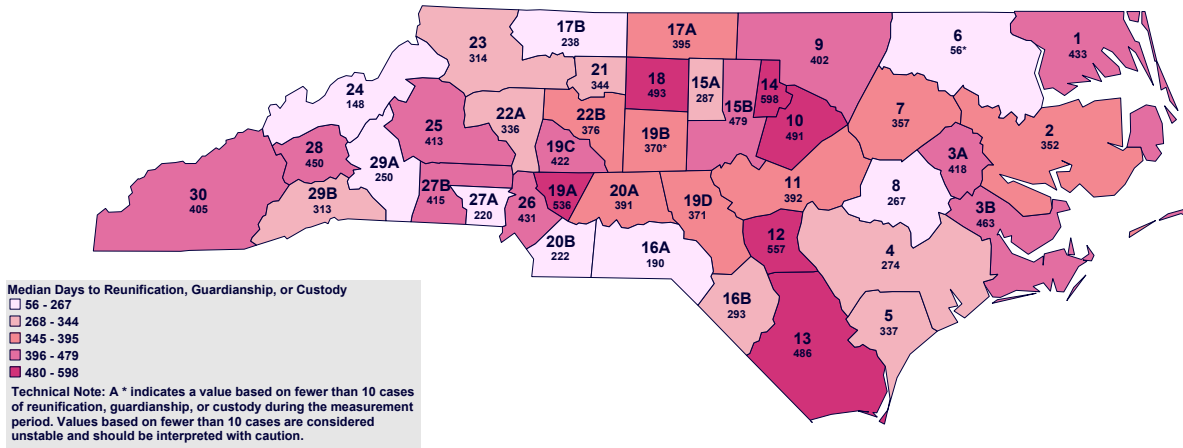 17B
238
17A
395
6
56*
1
433
23
314
9
402
21
344
18
493
15A
287
14
598
24
148
15B
479
7
357
22A
336
22B
376
10
491
25
413
2
352
28
450
19B
370*
19C
422
3A
418
29A
250
11
392
8
267
30
405
29B
313
27B
415
27A
220
26
431
19A
536
20A
391
19D
371
3B
463
12
557
20B
222
16A
190
4
274
16B
293
5
337
13
486
Median Days to Reunification, Guardianship, or Custody
56 - 267
268 - 344
345 - 395
396 - 479
480 - 598
Technical Note: A * indicates a value based on fewer than 10 cases
of reunification, guardianship, or custody during the measurement
period. Values based on fewer than 10 cases are considered
unstable and should be interpreted with caution.